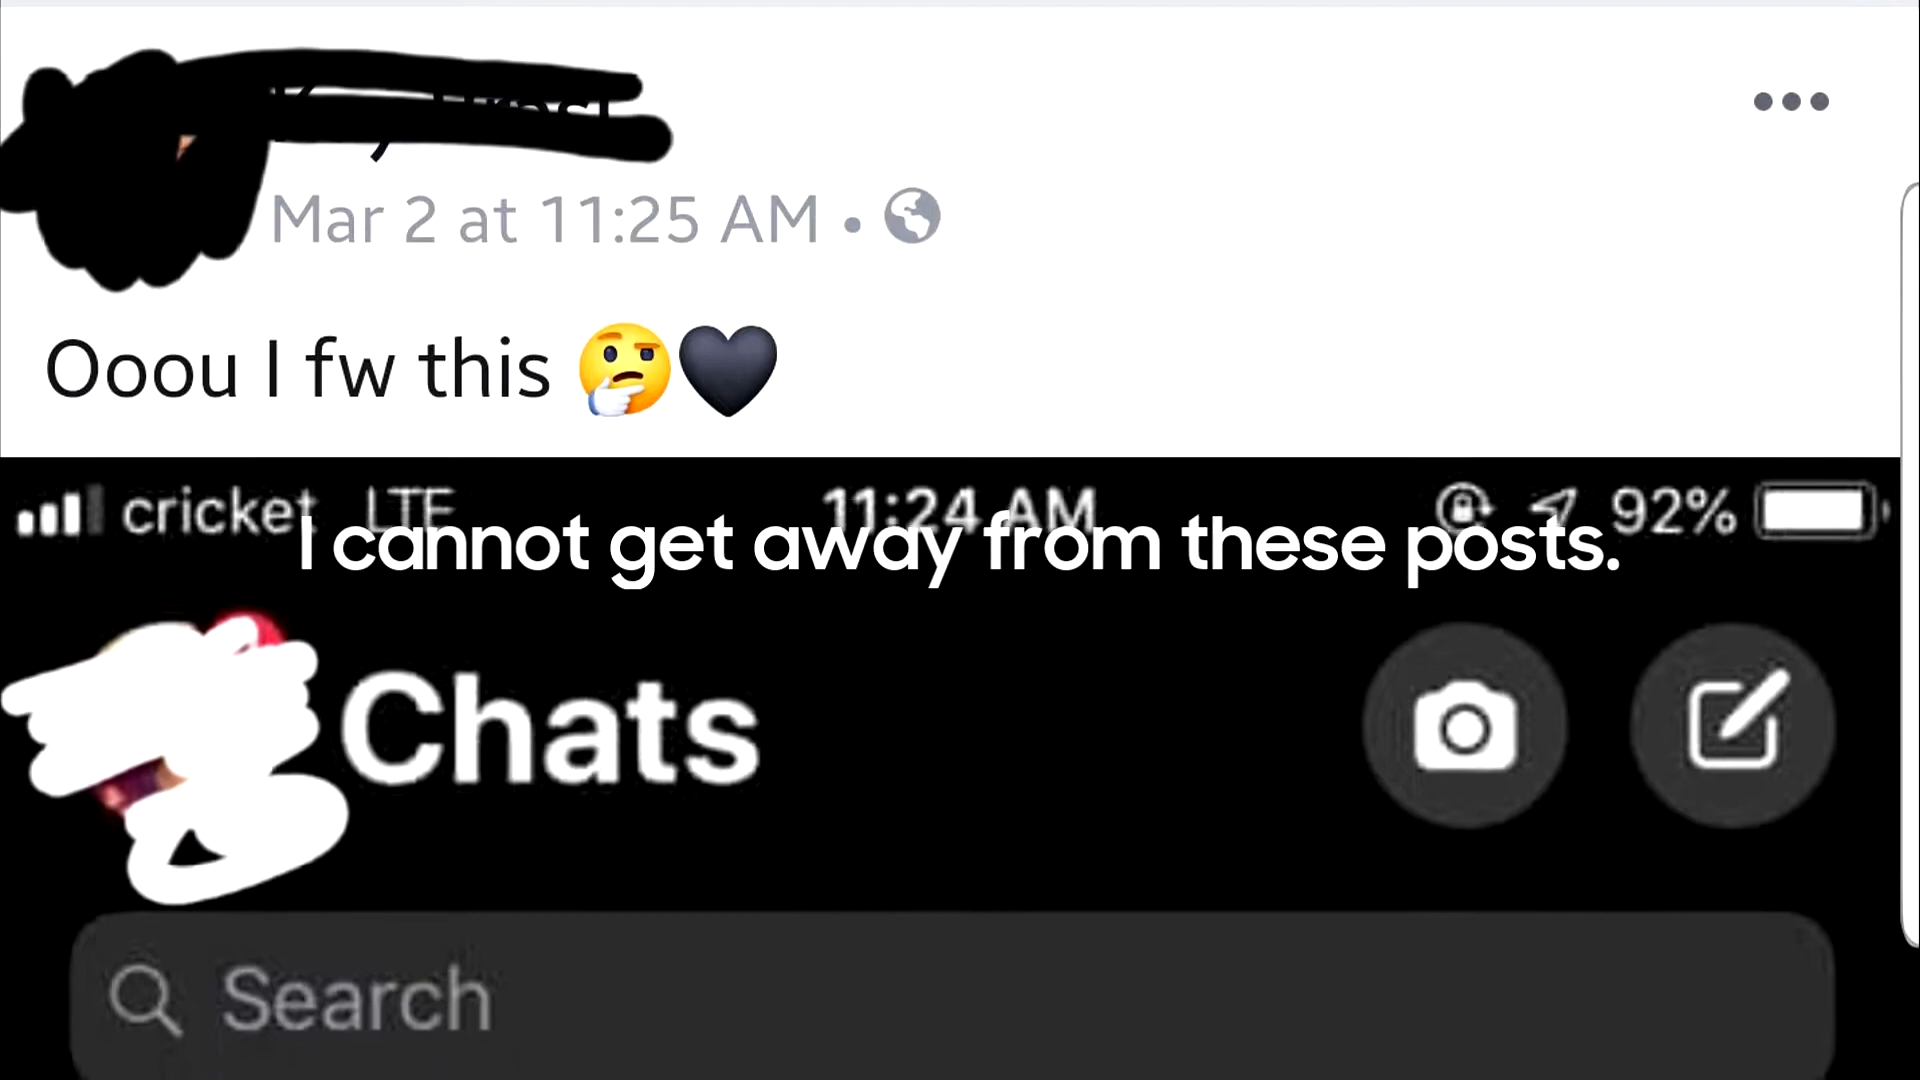 Mar 2 at 11:25 AM
Ooou I fw this 🤔🖤
cricket LTE 11:24 AM 92%
I cannot get away from these posts.
Chats
Search